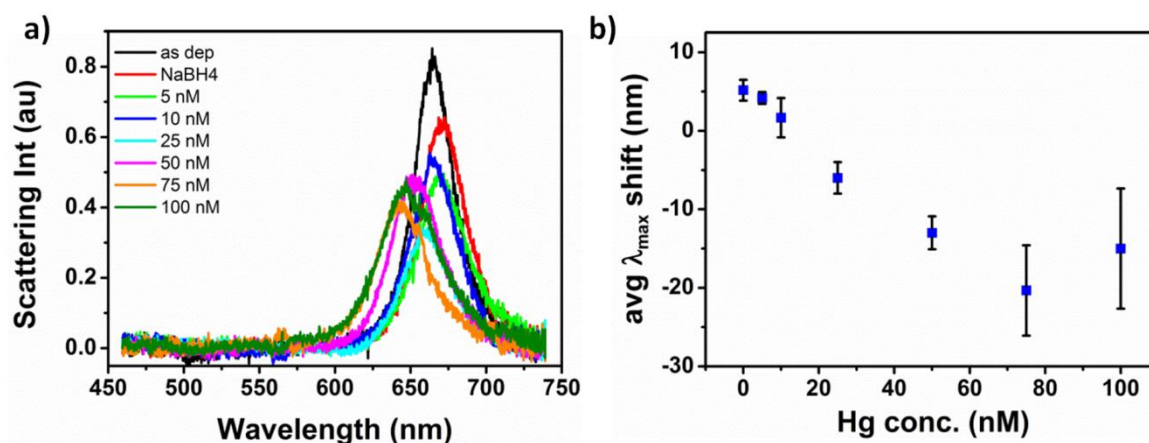 a)
Scattering Int (au)
0.8
0.6
0.4
0.2
0.0
as dep
NaBH4
5 nM
10 nM
25 nM
50 nM
75 nM
100 nM
450 500 550 600 650 700 750
Wavelength (nm)
b)
avg λmax shift (nm)
10
0
-10
-20
-30
0 20 40 60 80 100
Hg conc. (nM)